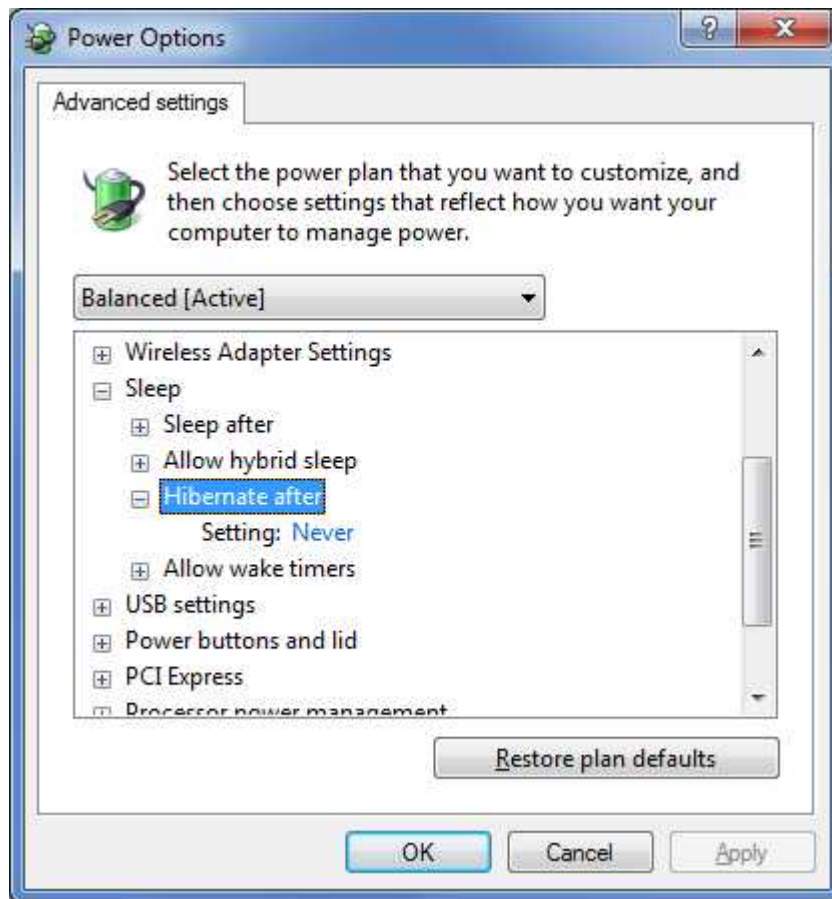 Power Options
Advanced settings
Select the power plan that you want to customize, and
then choose settings that reflect how you want your
computer to manage power.
Balanced [Active]
Wireless Adapter Settings
Sleep
Sleep after
Allow hybrid sleep
Hibernate after
Setting: Never
Allow wake timers
USB settings
Power buttons and lid
PCI Express
Processor power management
Restore plan defaults
OK Cancel Apply